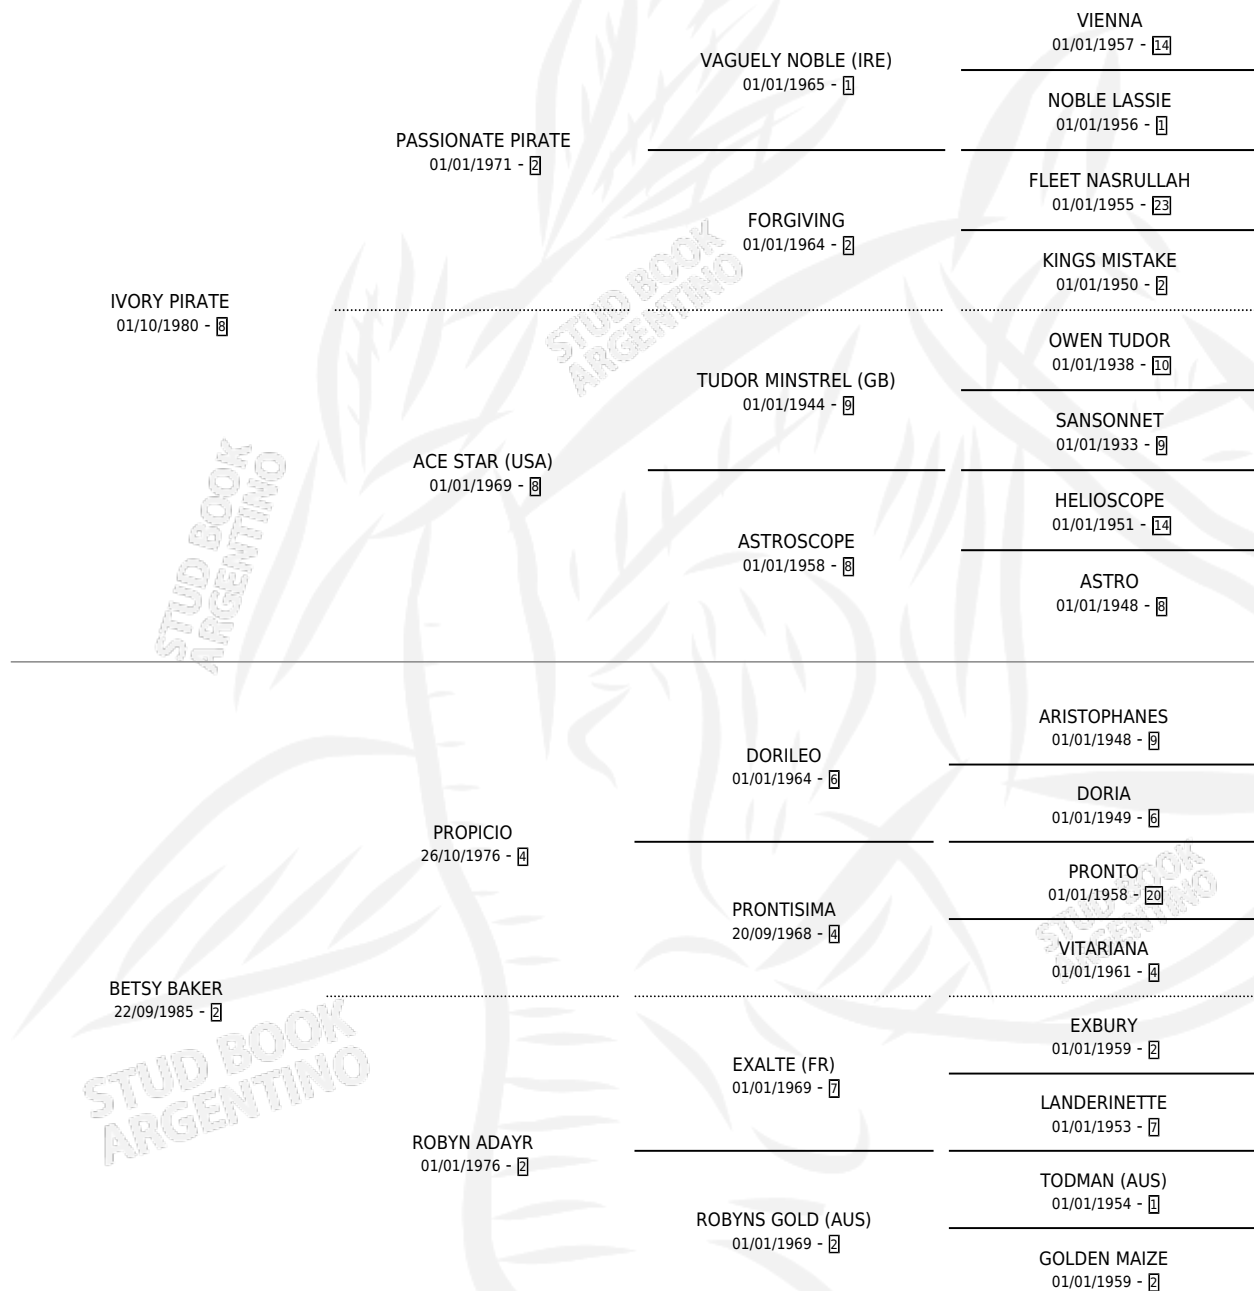 VIENNA
01/01/1957 - 14
VAGUELY NOBLE (IRE)
01/01/1965 - 1
NOBLE LASSIE
01/01/1956 - 1
PASSIONATE PIRATE
01/01/1971 - 2
FLEET NASRULLAH
01/01/1955 - 23
FORGIVING
01/01/1964 - 2
KINGS MISTAKE
01/01/1950 - 2
IVORY PIRATE
01/10/1980 - 8
OWEN TUDOR
01/01/1938 - 10
TUDOR MINSTREL (GB)
01/01/1944 - 9
SANSONNET
01/01/1933 - 9
ACE STAR (USA)
01/01/1969 - 8
HELIOSCOPE
01/01/1951 - 14
ASTROSCOPE
01/01/1958 - 8
ASTRO
01/01/1948 - 8
ARISTOPHANES
01/01/1948 - 9
DORILEO
01/01/1964 - 6
DORIA
01/01/1949 - 6
PROPICIO
26/10/1976 - 4
PRONTO
01/01/1958 - 20
PRONTISIMA
20/09/1968 - 4
VITARIANA
01/01/1961 - 4
BETSY BAKER
22/09/1985 - 2
EXBURY
01/01/1959 - 2
EXALTE (FR)
01/01/1969 - 7
LANDERINETTE
01/01/1953 - 7
ROBYN ADAYR
01/01/1976 - 2
TODMAN (AUS)
01/01/1954 - 1
ROBYNS GOLD (AUS)
01/01/1969 - 2
GOLDEN MAIZE
01/01/1959 - 2
STUD BOOK
ARGENTINO
STUD BOOK
ARGENTINO
STUD BOOK
ARGENTINO
STUD BOOK
ARGENTINO